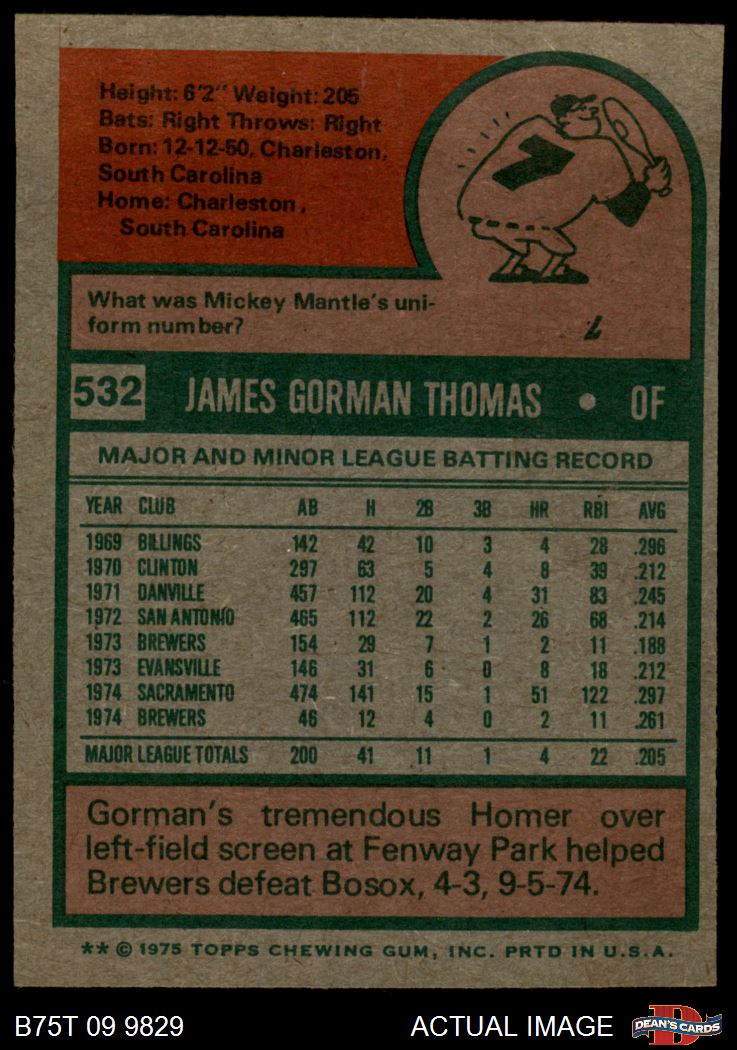 Height: 6'2" Weight: 205
Bats: Right Throws: Right
Born: 12-12-50, Charleston,
South Carolina
Home: Charleston,
South Carolina
7
What was Mickey Mantle's uni-
form number?
7
532 JAMES GORMAN THOMAS • OF
MAJOR AND MINOR LEAGUE BATTING RECORD
YEAR CLUB AB H 2B 3B HR RBI AVG
1969 BILLINGS 142 42 10 3 4 28 .296
1970 CLINTON 297 63 5 4 8 39 .212
1971 DANVILLE 457 112 20 4 31 83 .245
1972 SAN ANTONIO 465 112 22 2 26 68 .214
1973 BREWERS 154 29 7 1 2 11 .188
1973 EVANSVILLE 146 31 6 0 8 18 .212
1974 SACRAMENTO 474 141 15 1 51 122 .297
1974 BREWERS 46 12 4 0 2 11 .261
MAJOR LEAGUE TOTALS 200 41 11 1 4 22 .205
Gorman's tremendous Homer over
left-field screen at Fenway Park helped
Brewers defeat Bosox, 4-3, 9-5-74.
** © 1975 TOPPS CHEWING GUM, INC. PRTD IN U.S.A.
B75T 09 9829 ACTUAL IMAGE D DEAN'S CARDS